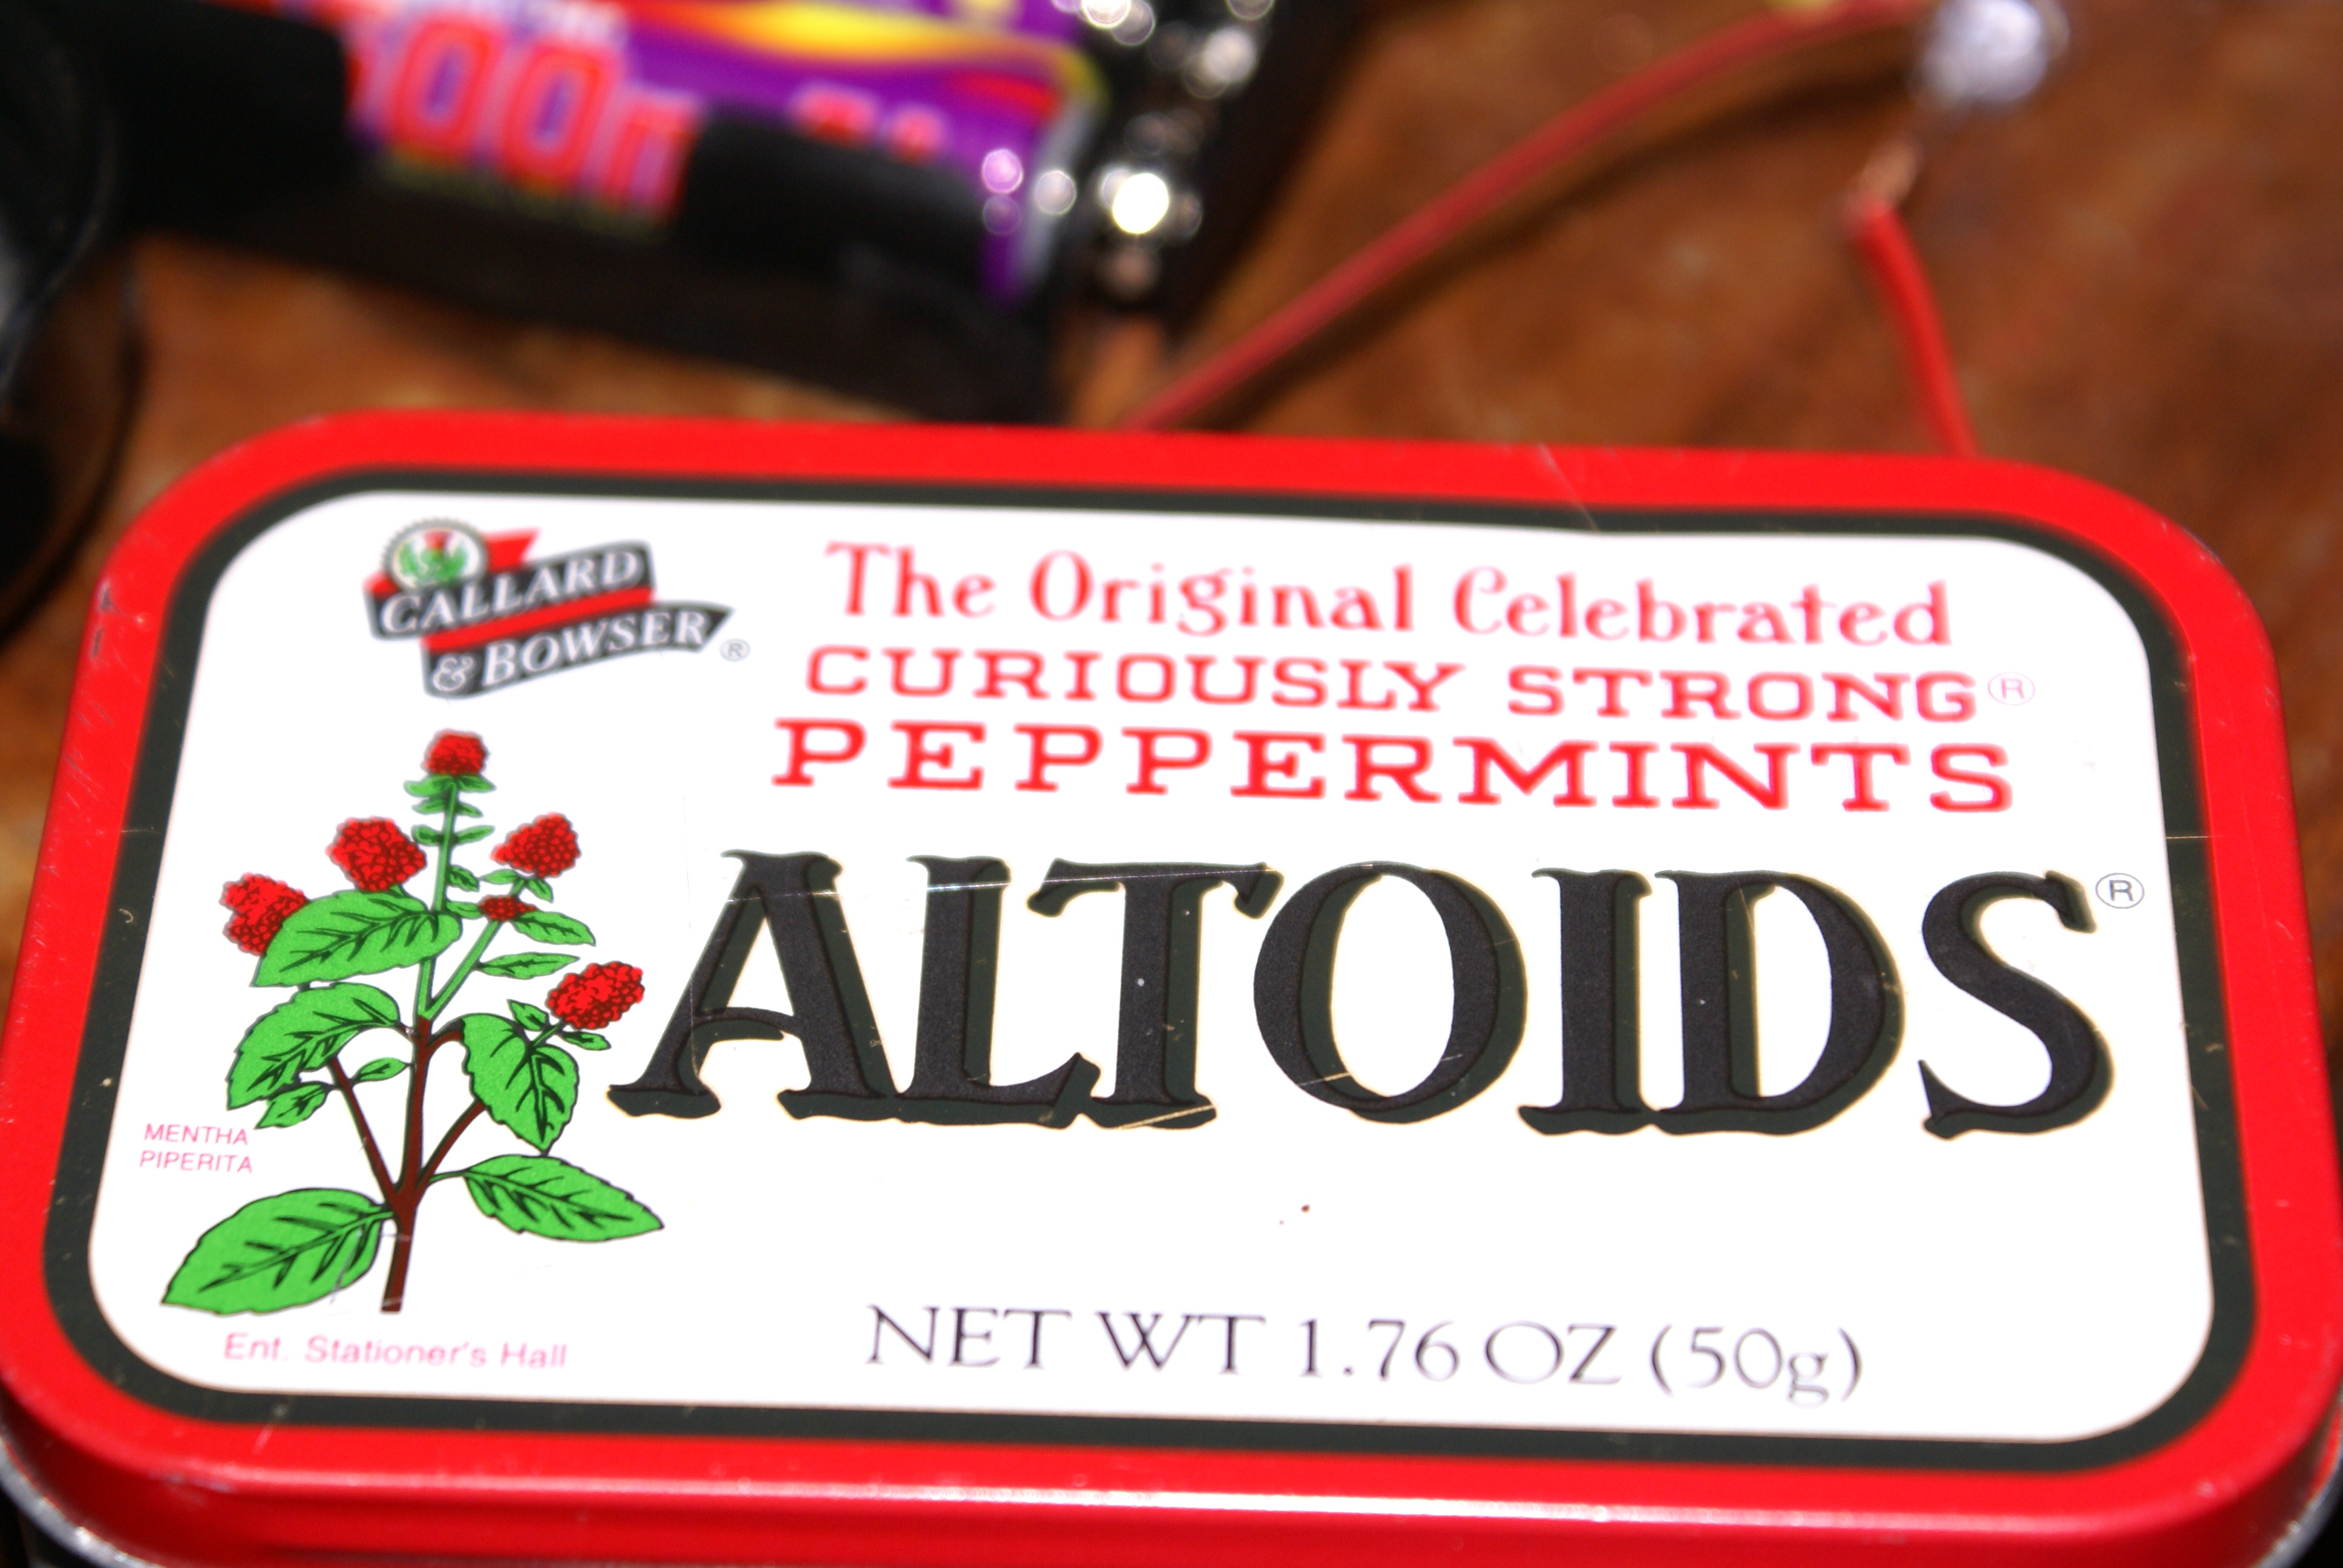 CALLARD
& BOWSER®
The Original Celebrated
CURIOUSLY STRONG®
PEPPERMINTS
ALTOIDS®
MENTHA
PIPERITA
Ent. Stationer's Hall
NET WT 1.76 OZ (50g)